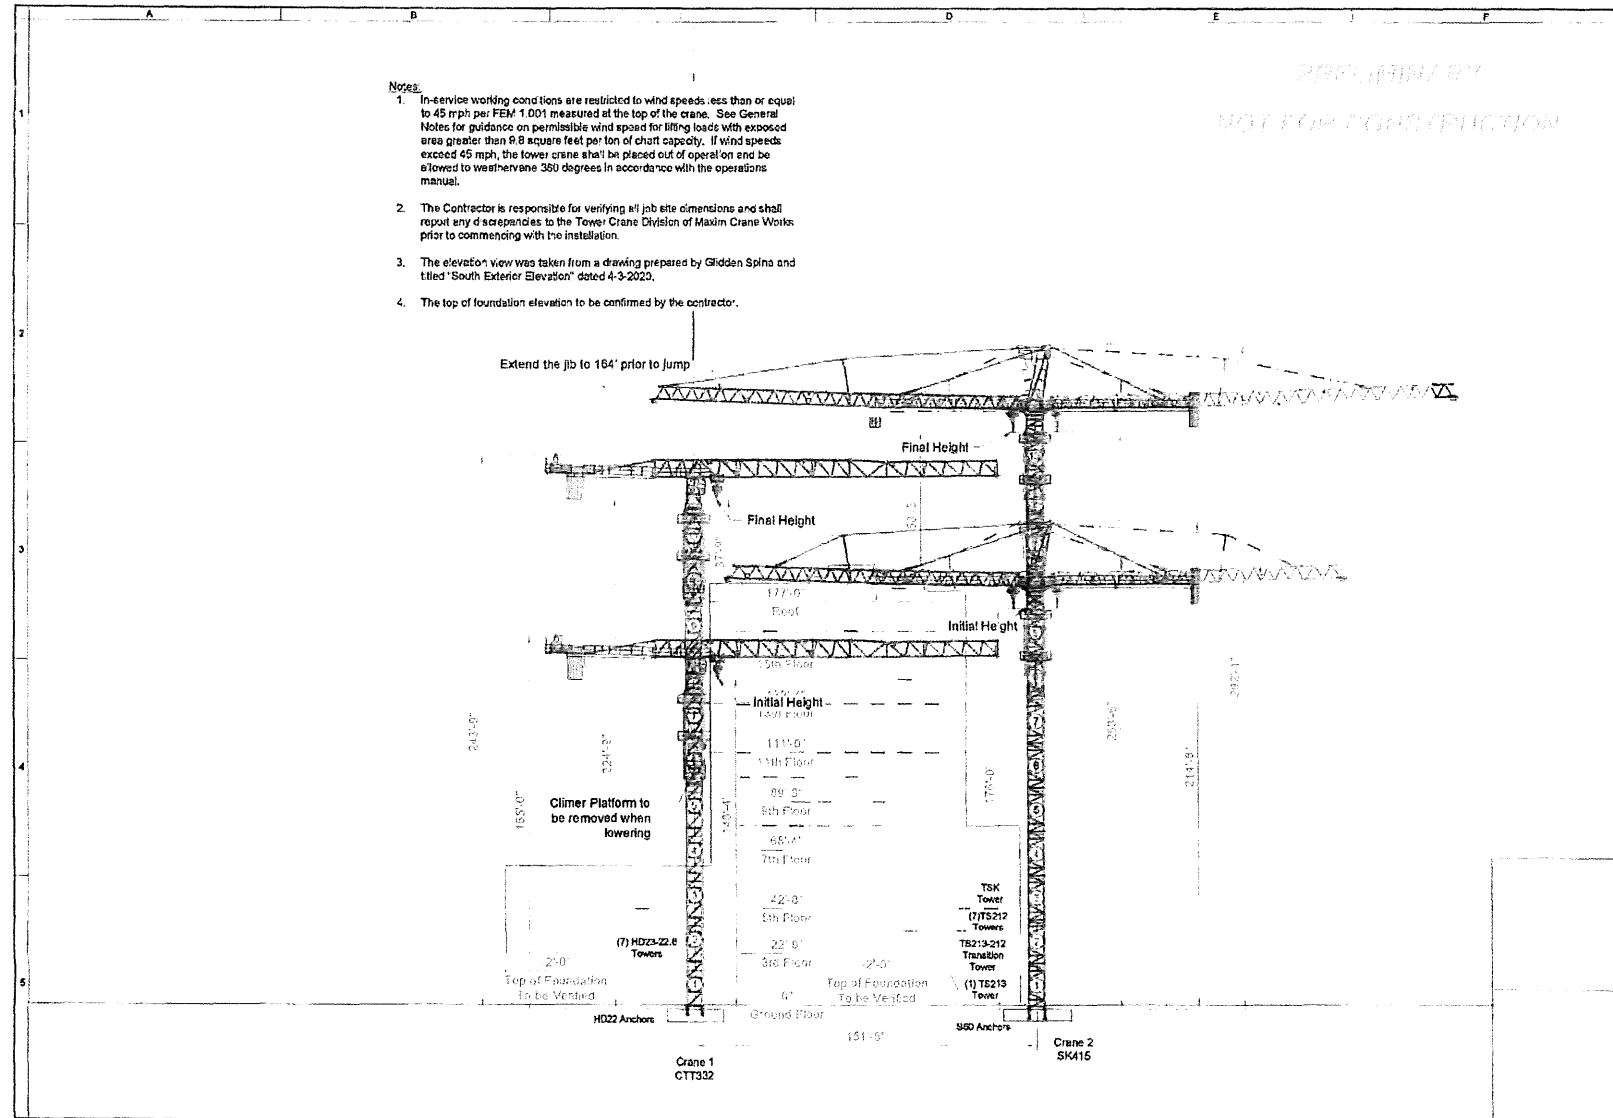 A
B
D
E
F
PRELIMINARY
NOT FOR CONSTRUCTION
Notes:
1. In-service working conditions are restricted to wind speeds less than or equal
to 45 mph per FEM 1.001 measured at the top of the crane. See General
Notes for guidance on permissible wind speed for lifting loads with exposed
area greater than 9.8 square feet per ton of chart capacity. If wind speeds
exceed 45 mph, the tower crane shall be placed out of operation and be
allowed to weathervane 360 degrees in accordance with the operations
manual.
2. The Contractor is responsible for verifying all job site dimensions and shall
report any discrepancies to the Tower Crane Division of Maxim Crane Works
prior to commencing with the installation.
3. The elevation view was taken from a drawing prepared by Glidden Spina and
titled "South Exterior Elevation" dated 4-3-2020.
4. The top of foundation elevation to be confirmed by the contractor.
1
2
3
4
5
Extend the jib to 164' prior to jump
Final Height
Final Height
177'-0"
Roof
Initial Height
15th Floor
Initial Height
111'-0"
11th Floor
243'-9"
224'-9"
292'-1"
214'-8"
176'-0"
9th Floor
Climer Platform to
be removed when
lowering
68'-4"
7th Floor
42'-8"
5th Floor
TSK
Tower
(7)TS212
Towers
(7) HD23-22.6
Towers
3rd Floor
TS213-212
Transition
Tower
(1) TS213
Tower
-2'-0"
Top of Foundation
To be Verified
-2'-0"
Top of Foundation
To be Verified
0"
Ground Floor
HD22 Anchors
S60 Anchors
151'-6"
Crane 1
CTT332
Crane 2
SK415